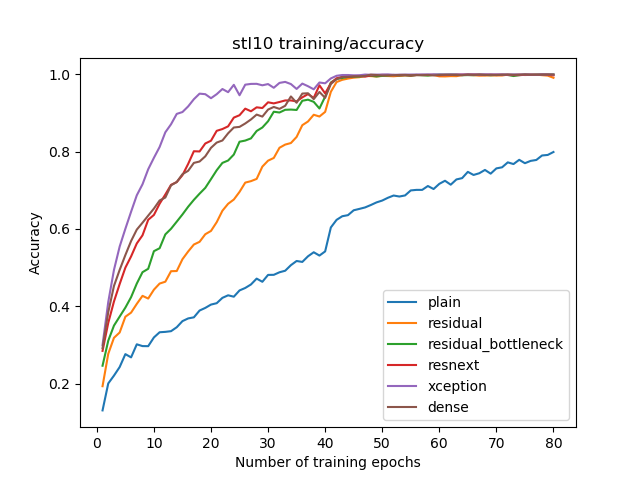 stl10 training/accuracy
Accuracy
1.0
0.8
0.6
0.4
0.2
plain
residual
residual_bottleneck
resnext
xception
dense
0 10 20 30 40 50 60 70 80
Number of training epochs